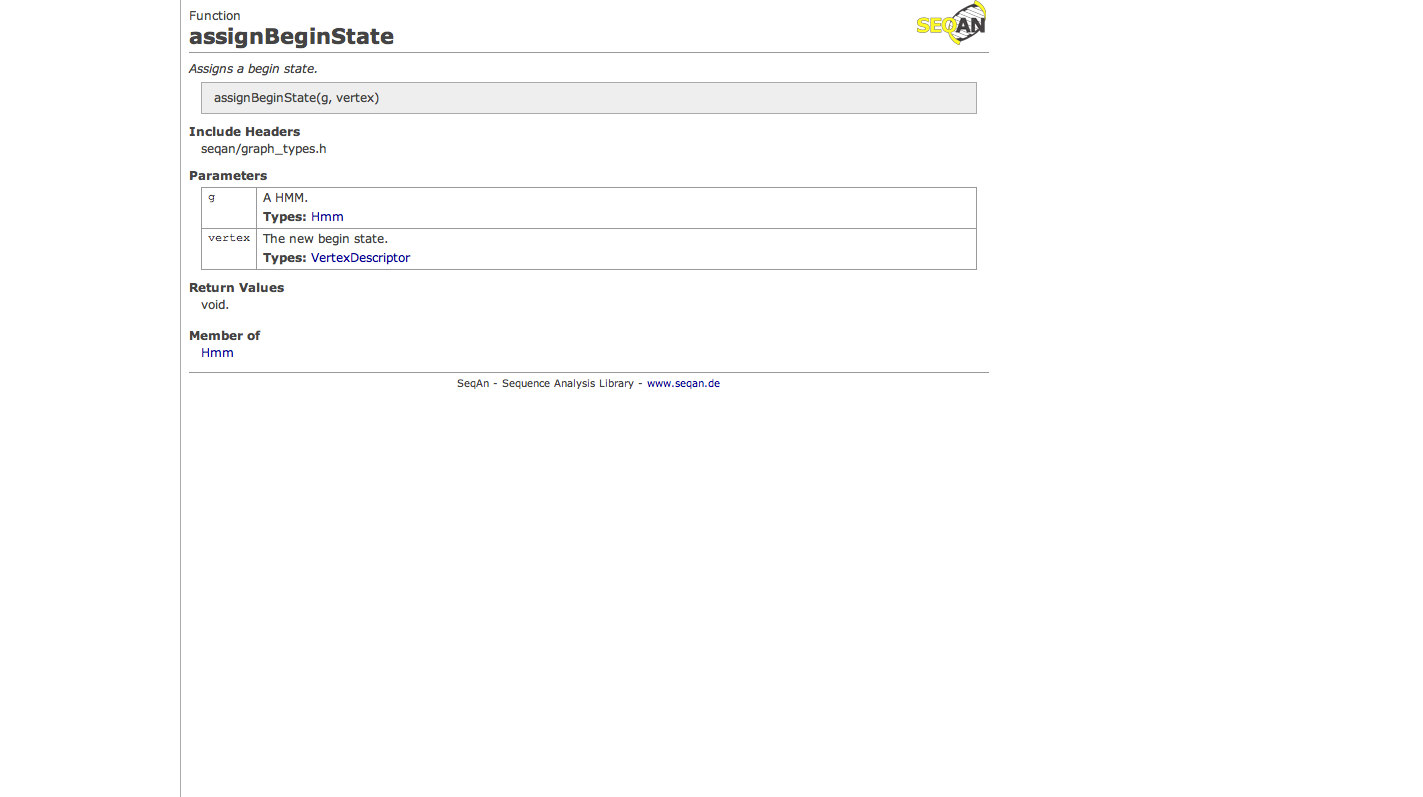 Function
SEQAN
assignBeginState
Assigns a begin state.
assignBeginState(g, vertex)
Include Headers
seqan/graph_types.h
Parameters
g A HMM.
Types: Hmm
vertex The new begin state.
Types: VertexDescriptor
Return Values
void.
Member of
Hmm
SeqAn - Sequence Analysis Library - www.seqan.de